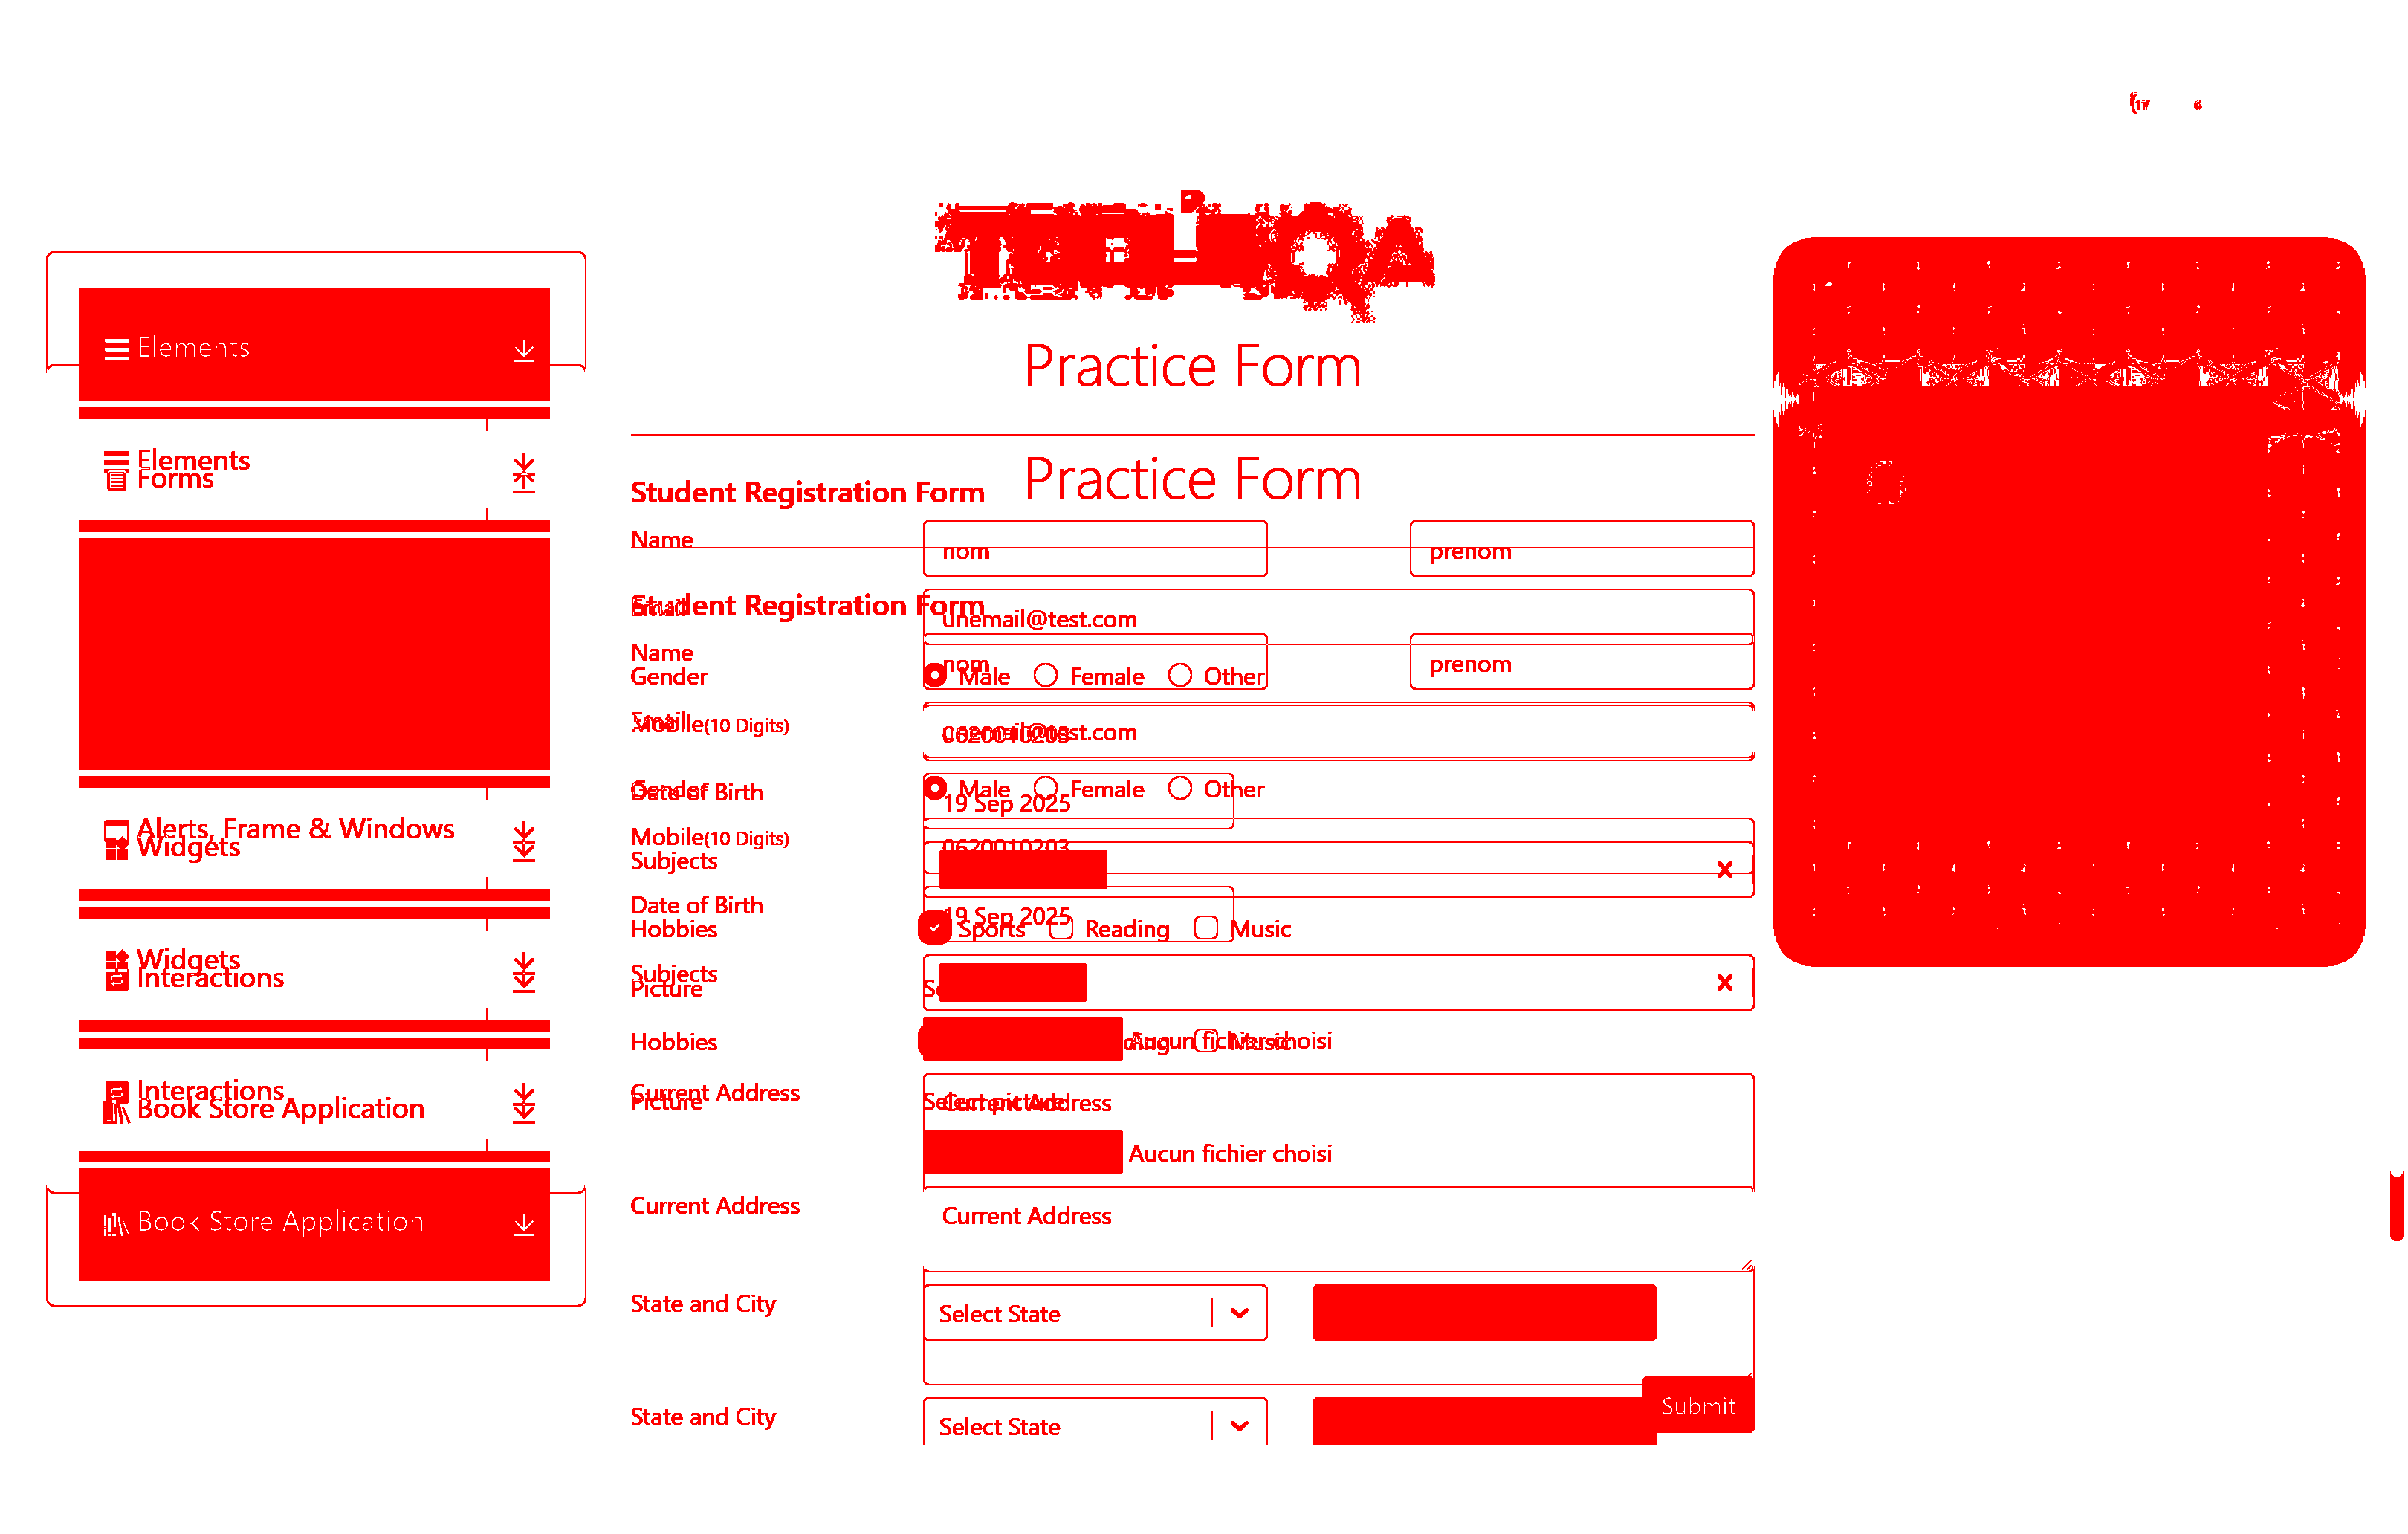 Elements
Practice Form
Elements
Forms
Practice Form
Student Registration Form
Name
nom
prenom
Student Registration Form
Email
unemail@test.com
Name
nom
prenom
Gender
Male
Female
Other
Email
Mobile(10 Digits)
0620010203
unemail@test.com
Gender
Male
Female
Other
Date of Birth
19 Sep 2025
Alerts, Frame & Windows
Widgets
Mobile(10 Digits)
0620010203
Subjects
Date of Birth
19 Sep 2025
Hobbies
Sports
Reading
Music
Widgets
Interactions
Subjects
Picture
Hobbies
Music
Aucun fichier choisi
Interactions
Book Store Application
Current Address
Current Address
Picture
Select picture
Aucun fichier choisi
Current Address
Current Address
Book Store Application
State and City
Select State
Submit
State and City
Select State